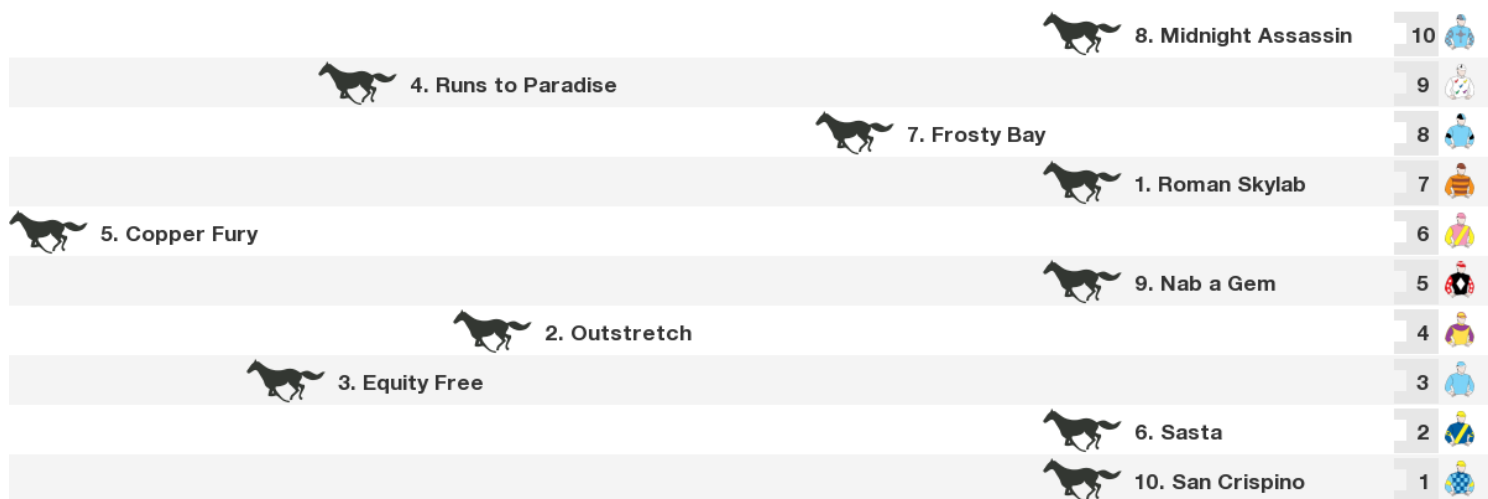 8. Midnight Assassin 10
4. Runs to Paradise 9
7. Frosty Bay 8
1. Roman Skylab 7
5. Copper Fury 6
9. Nab a Gem 5
2. Outstretch 4
3. Equity Free 3
6. Sasta 2
10. San Crispino 1